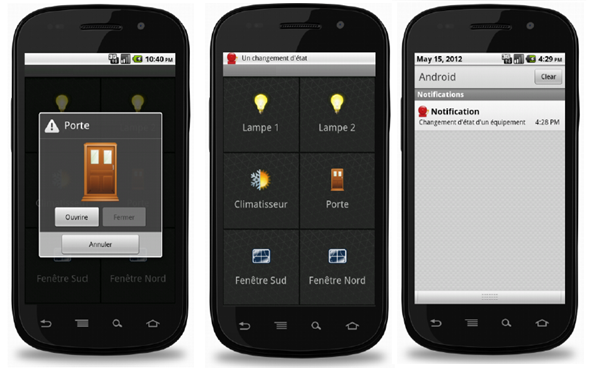 10:40 PM
Porte
Ouvrire
Fermer
Annuler
Fenêtre Sud
Fenêtre Nord
Un changement d'état
Lampe 1
Lampe 2
Climatisseur
Porte
Fenêtre Sud
Fenêtre Nord
May 15, 2012
4:29 PM
Android
Clear
Notifications
Notification
Changement d'état d'un équipement
4:28 PM